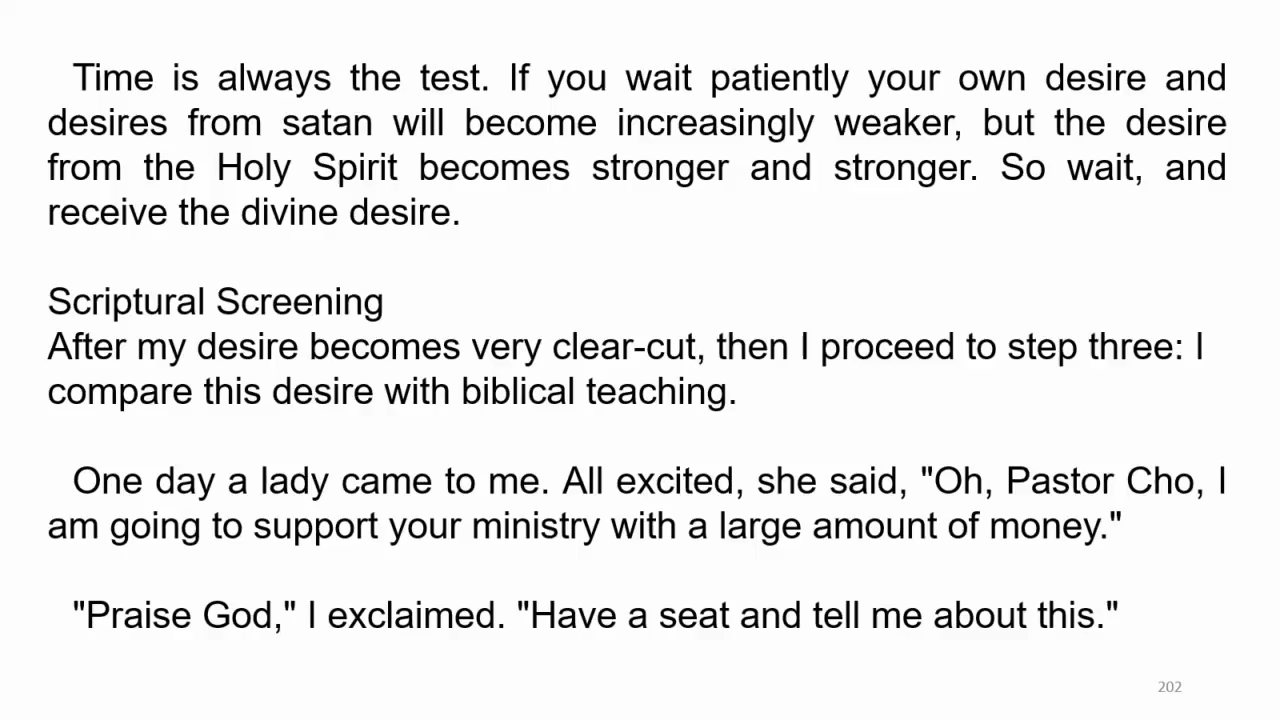 Time is always the test. If you wait patiently your own desire and
desires from satan will become increasingly weaker, but the desire
from the Holy Spirit becomes stronger and stronger. So wait, and
receive the divine desire.
Scriptural Screening
After my desire becomes very clear-cut, then I proceed to step three: I
compare this desire with biblical teaching.
One day a lady came to me. All excited, she said, "Oh, Pastor Cho, I
am going to support your ministry with a large amount of money."
"Praise God," I exclaimed. "Have a seat and tell me about this."
202